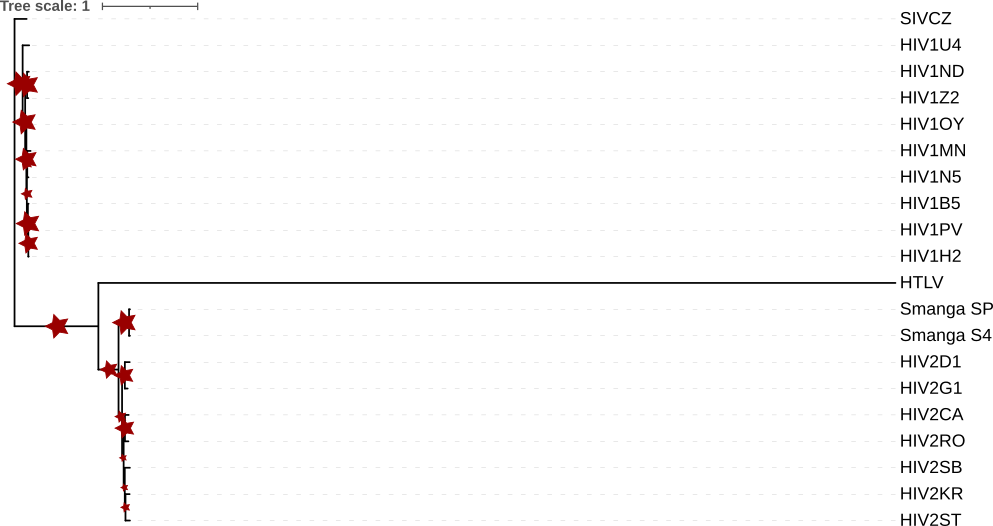 Tree scale: 1
SIVCZ
HIV1U4
HIV1ND
HIV1Z2
HIV1OY
HIV1MN
HIV1N5
HIV1B5
HIV1PV
HIV1H2
HTLV
Smanga SP
Smanga S4
HIV2D1
HIV2G1
HIV2CA
HIV2RO
HIV2SB
HIV2KR
HIV2ST